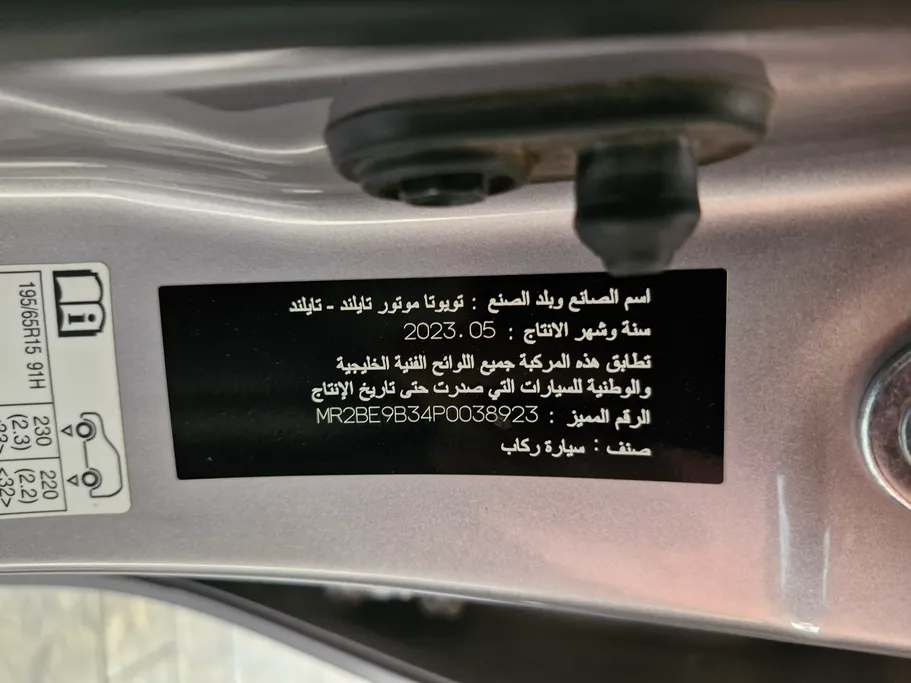 اسم الصانع وبلد الصنع : تويوتا موتور تايلند - تايلند
سنة وشهر الانتاج : 2023.05
تطابق هذه المركبة جميع اللوائح الفنية الخليجية
والوطنية للسيارات التي صدرت حتى تاريخ الإنتاج
الرقم المميز : MR2BE9B34P0038923
صنف : سيارة ركاب
195/65R15 91H
230
(2.3)
220
(2.2)
<32>